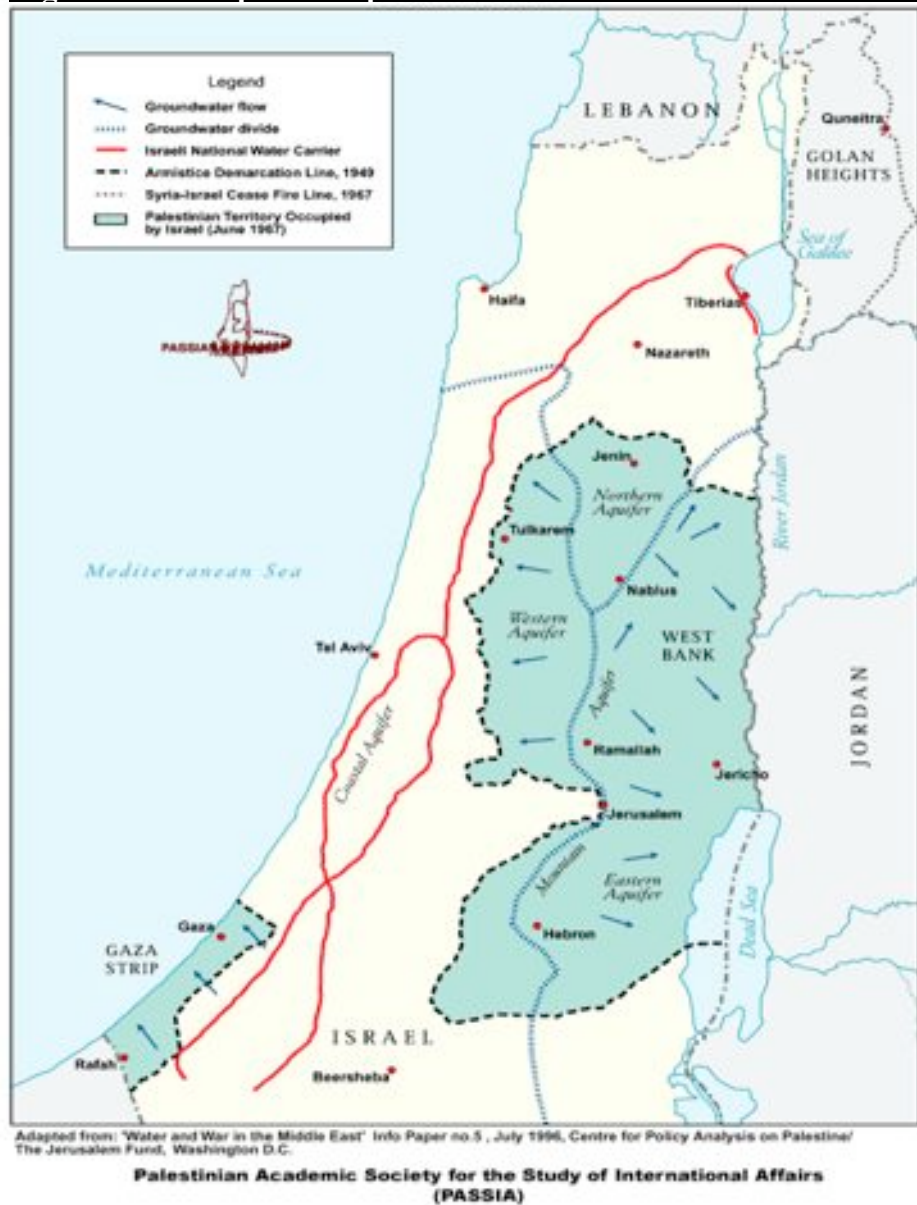 Legend
Groundwater flow
Groundwater divide
Israeli National Water Carrier
Armistice Demarcation Line, 1949
Syria-Israel Cease Fire Line, 1967
Palestinian Territory Occupied
by Israel (June 1967)
PASSIA
LEBANON
Quneitra
GOLAN
HEIGHTS
Sea of
Galilee
Haifa
Tiberias
Nazareth
Jenin
Northern
Aquifer
Tulkarem
River Jordan
Mediterranean Sea
Nablus
Western
Aquifer
WEST
BANK
Tel Aviv
Aquifer
JORDAN
Coastal Aquifer
Ramallah
Jericho
Jerusalem
Mountain
Eastern
Aquifer
Dead Sea
Hebron
Gaza
GAZA
STRIP
ISRAEL
Rafah
Beersheba
Adapted from: 'Water and War in the Middle East' Info Paper no.5 , July 1996, Centre for Policy Analysis on Palestine/
The Jerusalem Fund, Washington D.C.
Palestinian Academic Society for the Study of International Affairs
(PASSIA)